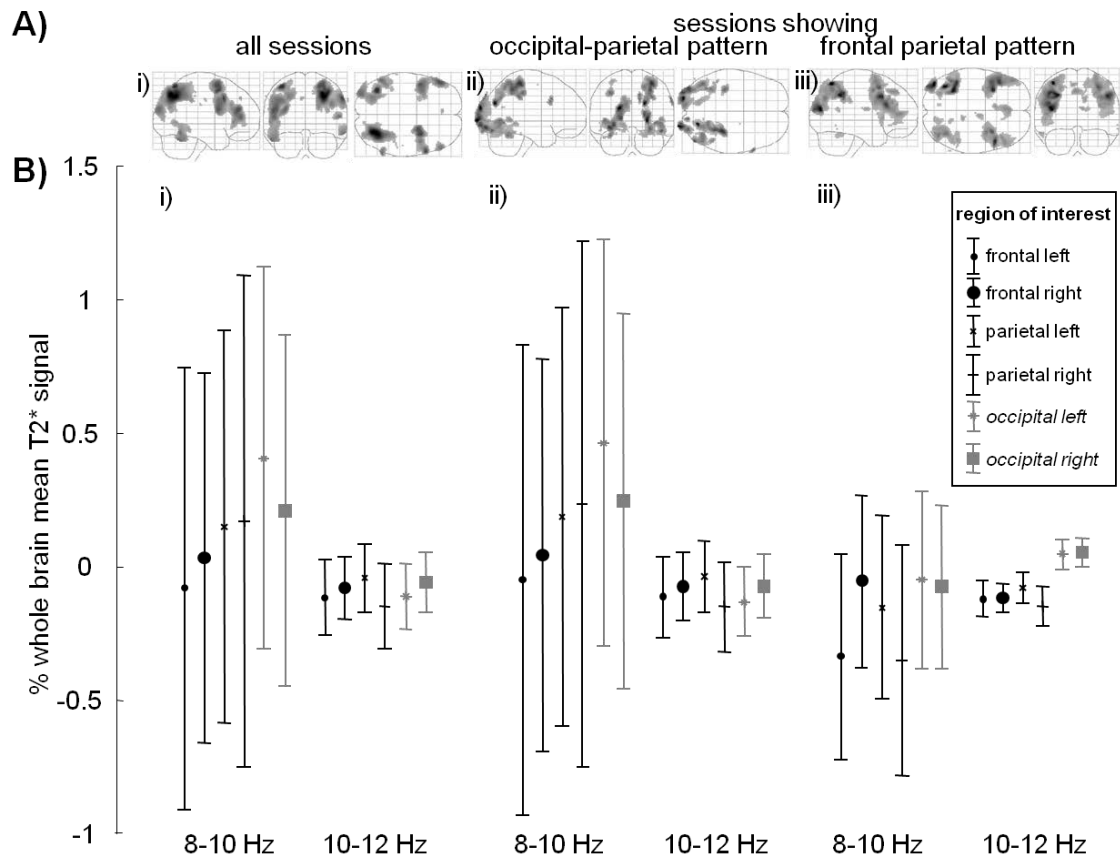 A)
sessions showing
all sessions
occipital-parietal pattern
frontal parietal pattern
i)
ii)
iii)
B)
i)
ii)
iii)
% whole brain mean T2* signal
1.5
1
0.5
0
-0.5
-1
region of interest
frontal left
frontal right
parietal left
parietal right
occipital left
occipital right
8-10 Hz
10-12 Hz
8-10 Hz
10-12 Hz
8-10 Hz
10-12 Hz